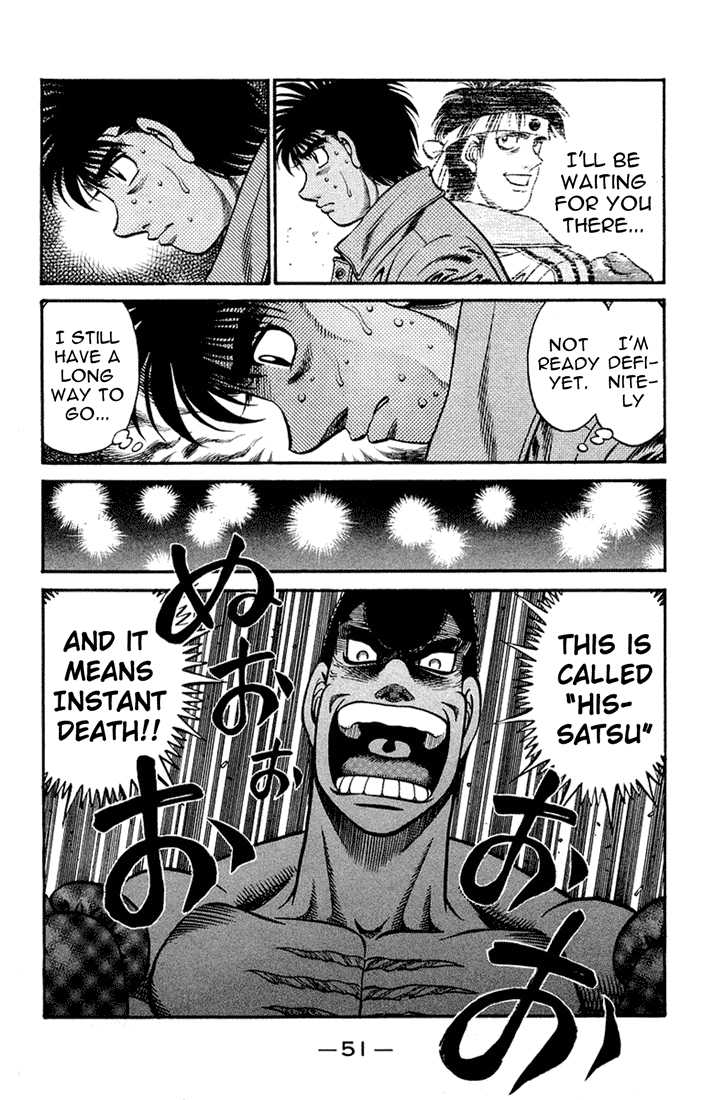 I'LL BE
WAITING
FOR YOU
THERE...
I'M
DEFI-
NITE-
LY
NOT
READY
YET.
I STILL
HAVE A
LONG
WAY TO
GO...
THIS IS
CALLED
"HIS-
SATSU"
AND IT
MEANS
INSTANT
DEATH!!
ぬおお
おおお
—51—